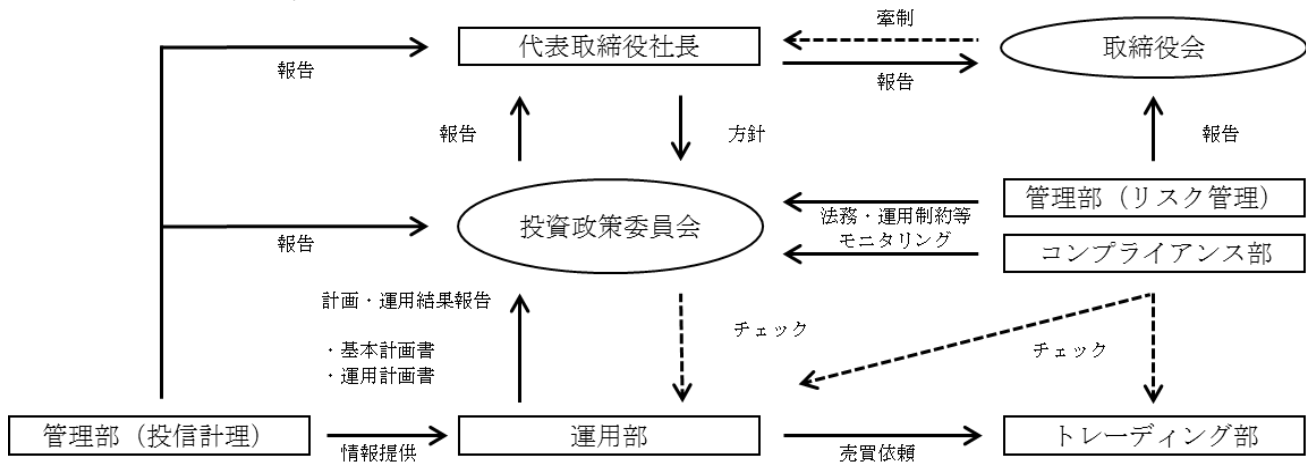 牽制
代表取締役社長
取締役会
報告
報告
報告
方針
報告
管理部（リスク管理）
投資政策委員会
法務・運用制約等
モニタリング
報告
コンプライアンス部
計画・運用結果報告
チェック
チェック
・基本計画書
・運用計画書
管理部（投信計理）
運用部
トレーディング部
情報提供
売買依頼